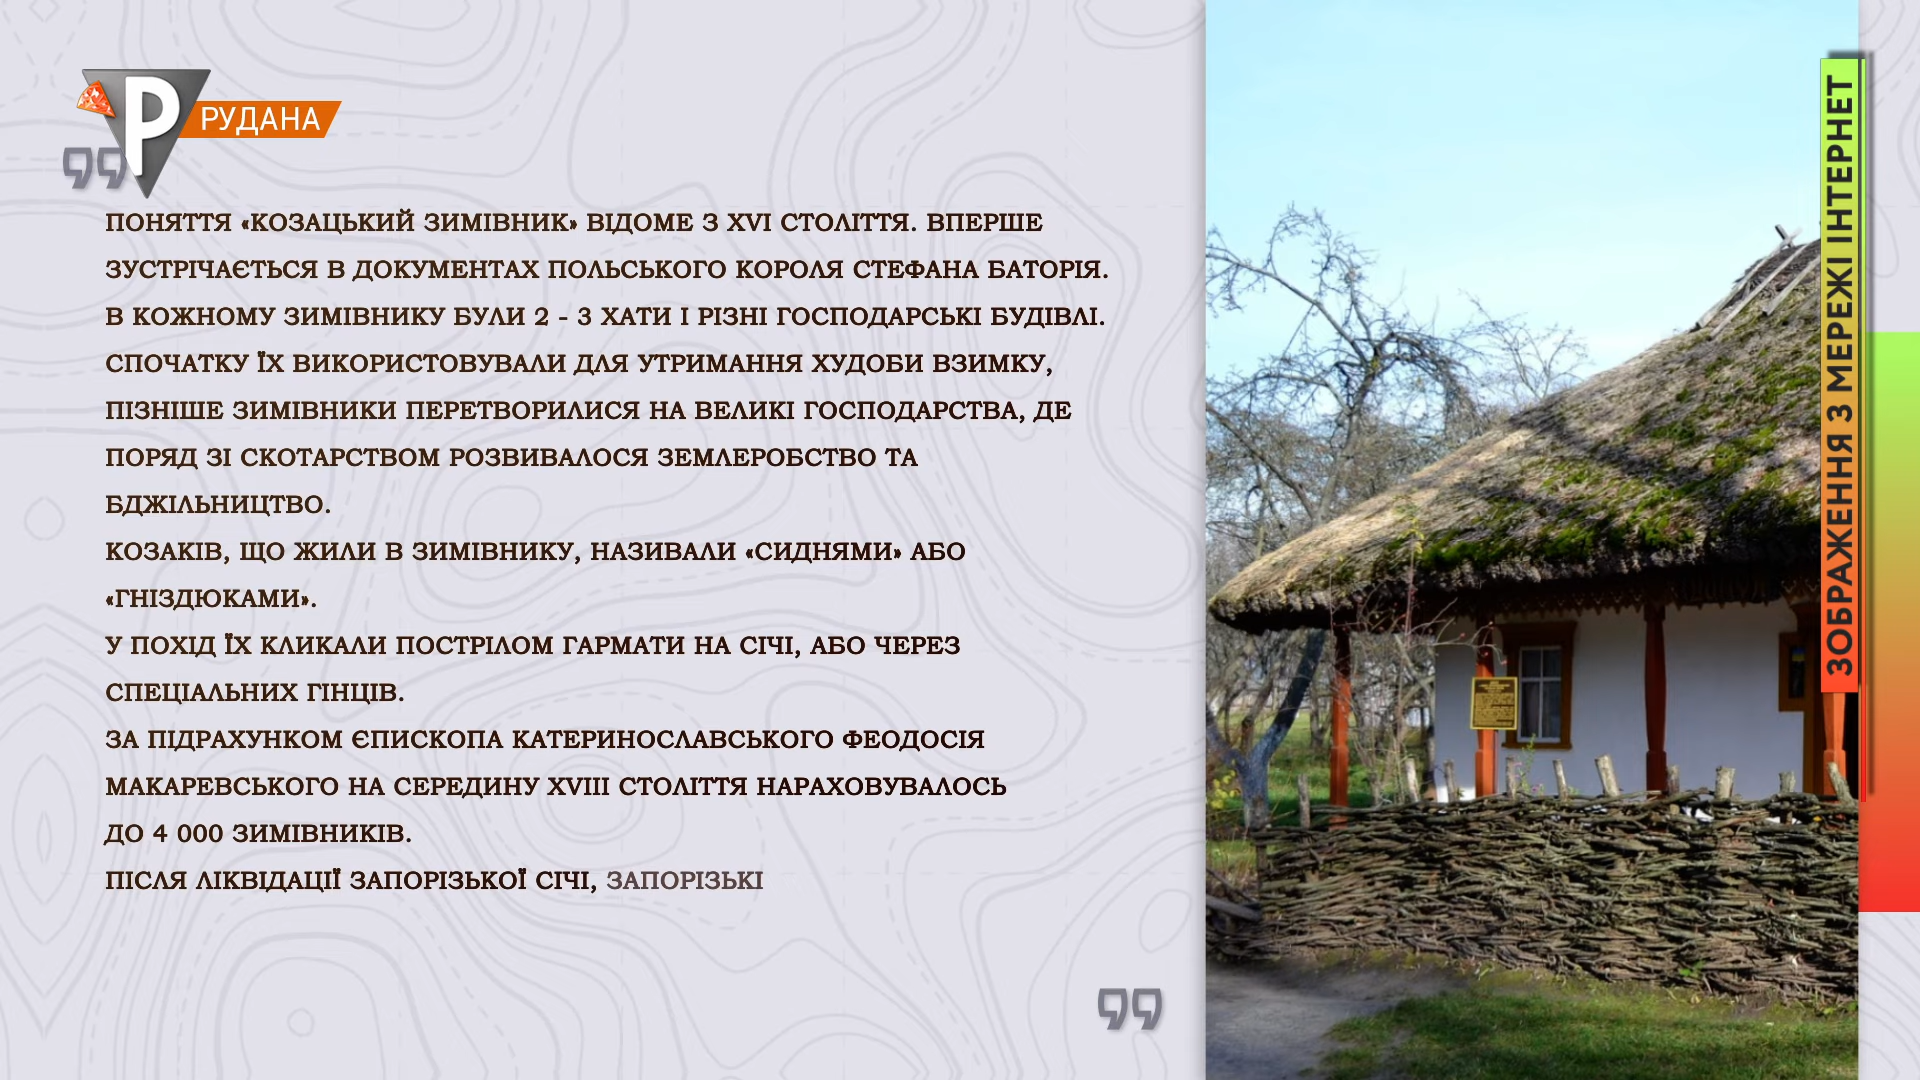 Р РУДАНА
ПОНЯТТЯ «КОЗАЦЬКИЙ ЗИМІВНИК» ВІДОМЕ З XVI СТОЛІТТЯ. ВПЕРШЕ
ЗУСТРІЧАЄТЬСЯ В ДОКУМЕНТАХ ПОЛЬСЬКОГО КОРОЛЯ СТЕФАНА БАТОРІЯ.
В КОЖНОМУ ЗИМІВНИКУ БУЛИ 2 - 3 ХАТИ І РІЗНІ ГОСПОДАРСЬКІ БУДІВЛІ.
СПОЧАТКУ ЇХ ВИКОРИСТОВУВАЛИ ДЛЯ УТРИМАННЯ ХУДОБИ ВЗИМКУ,
ПІЗНІШЕ ЗИМІВНИКИ ПЕРЕТВОРИЛИСЯ НА ВЕЛИКІ ГОСПОДАРСТВА, ДЕ
ПОРЯД ЗІ СКОТАРСТВОМ РОЗВИВАЛОСЯ ЗЕМЛЕРОБСТВО ТА
БДЖІЛЬНИЦТВО.
КОЗАКІВ, ЩО ЖИЛИ В ЗИМІВНИКУ, НАЗИВАЛИ «СИДНЯМИ» АБО
«ГНІЗДЮКАМИ».
У ПОХІД ЇХ КЛИКАЛИ ПОСТРІЛОМ ГАРМАТИ НА СІЧІ, АБО ЧЕРЕЗ
СПЕЦІАЛЬНИХ ГІНЦІВ.
ЗА ПІДРАХУНКОМ ЄПИСКОПА КАТЕРИНОСЛАВСЬКОГО ФЕОДОСІЯ
МАКАРЕВСЬКОГО НА СЕРЕДИНУ XVIII СТОЛІТТЯ НАРАХОВУВАЛОСЬ
ДО 4 000 ЗИМІВНИКІВ.
ПІСЛЯ ЛІКВІДАЦІЇ ЗАПОРІЗЬКОЇ СІЧІ, ЗАПОРІЗЬКІ
ЗОБРАЖЕННЯ З МЕРЕЖІ ІНТЕРНЕТ